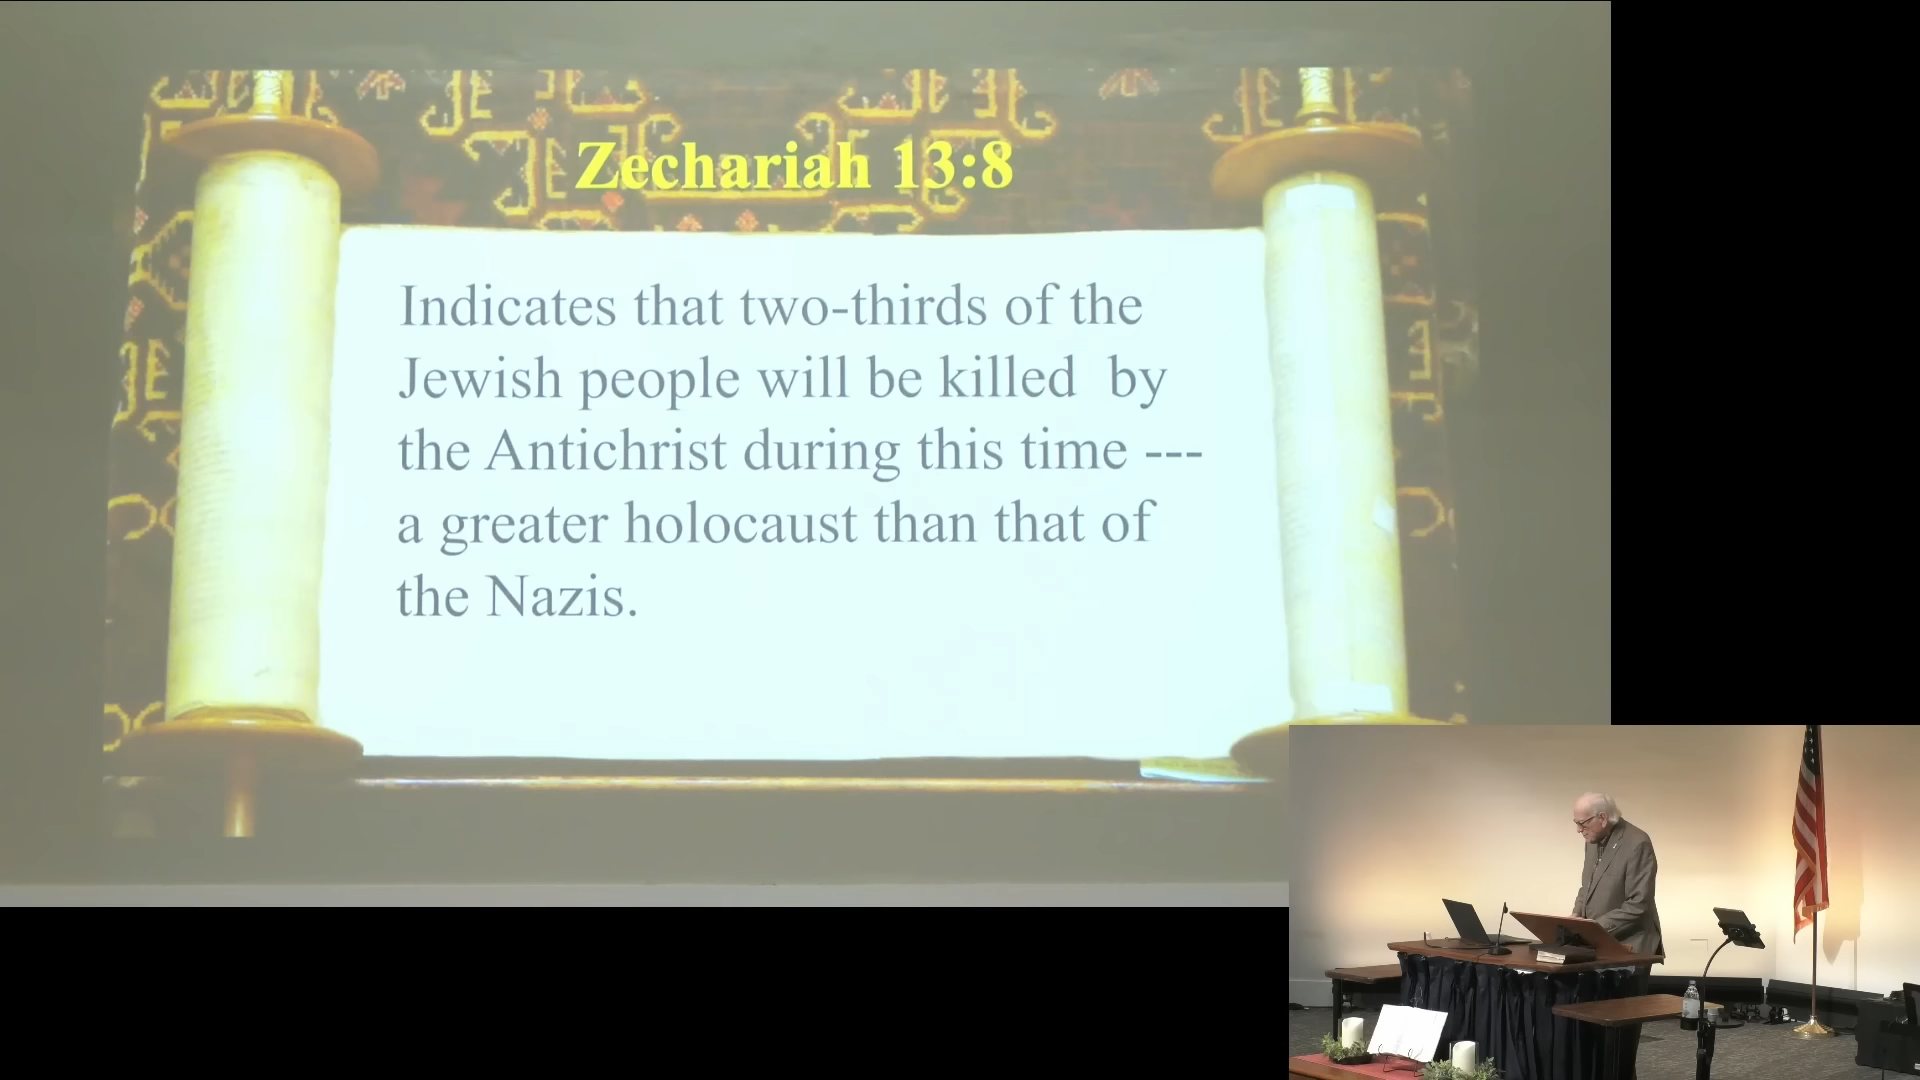 Zechariah 13:8
Indicates that two-thirds of the
Jewish people will be killed by
the Antichrist during this time ---
a greater holocaust than that of
the Nazis.